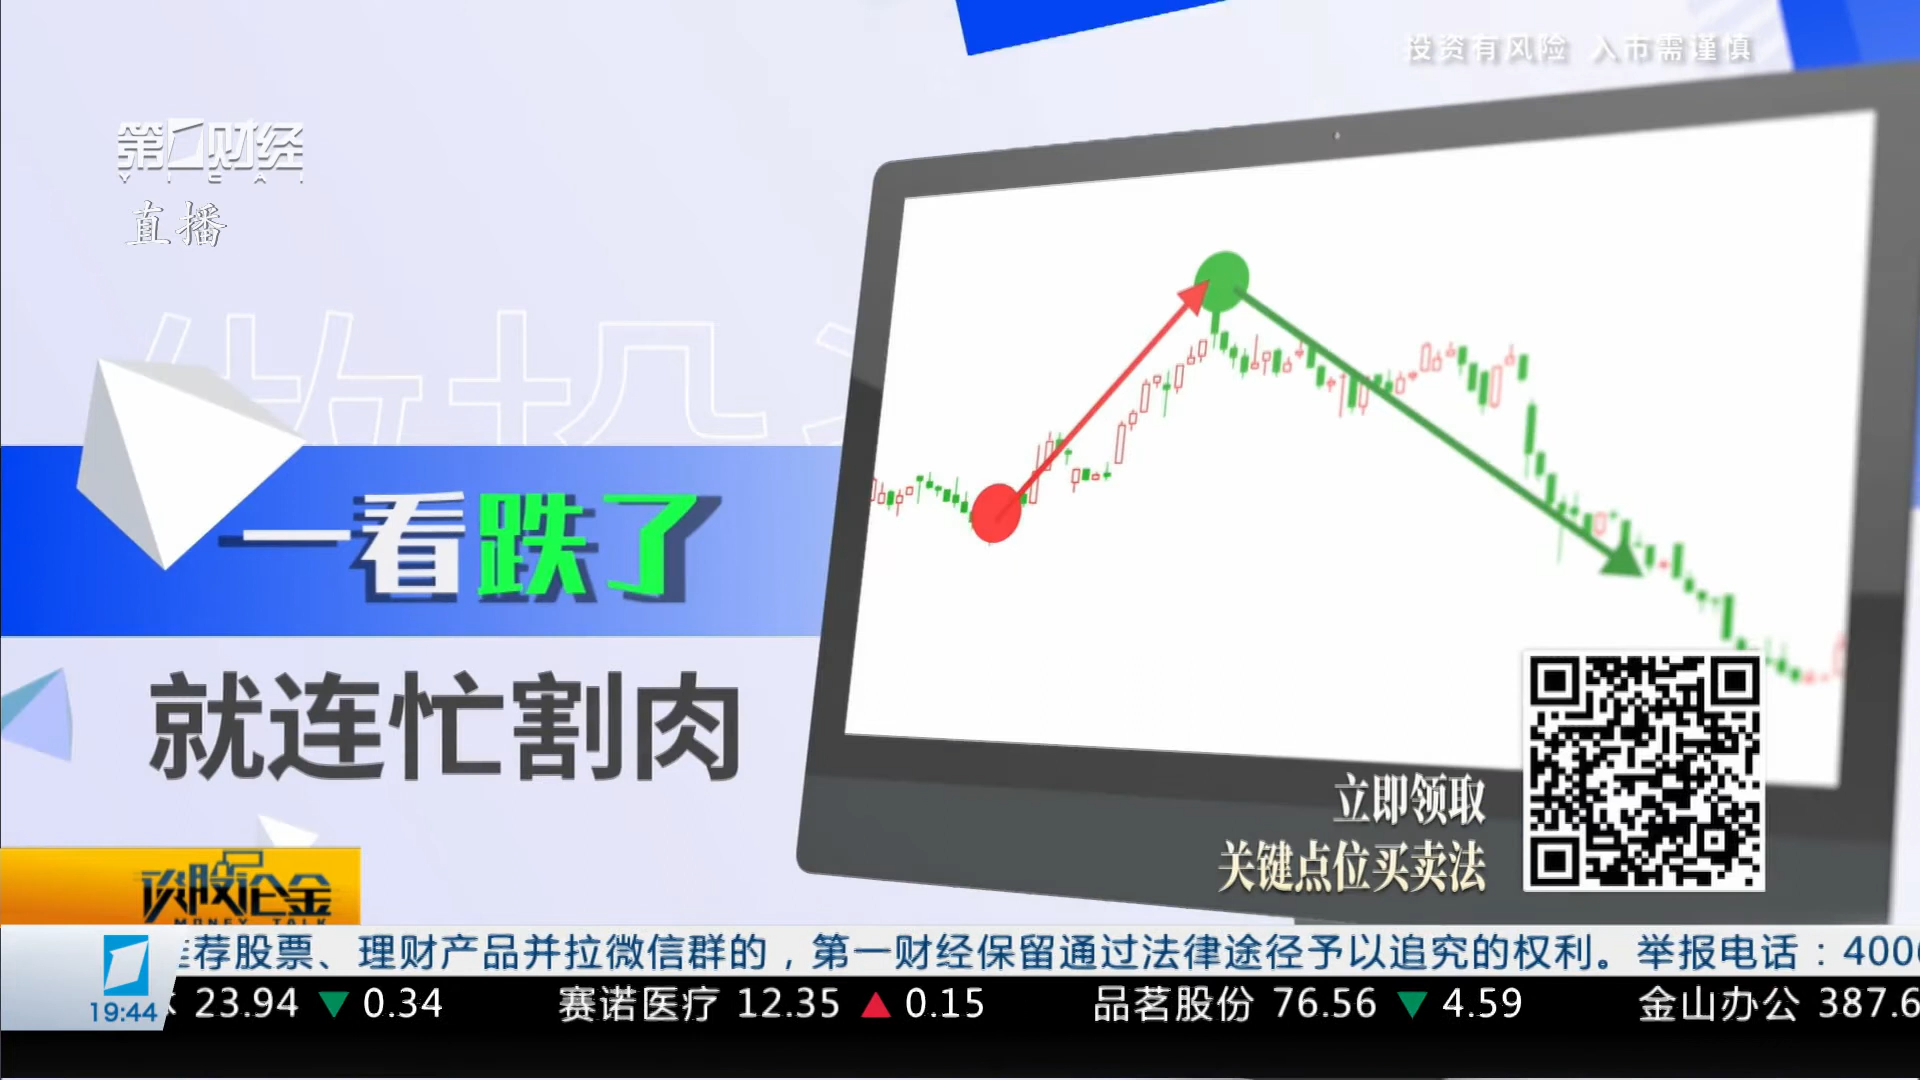 投资有风险 入市需谨慎
第一财经
YICAI
直播
做投
一看跌了
就连忙割肉
立即领取
关键点位买卖法
谈股论金
MONEY TALK
荐股票、理财产品并拉微信群的，第一财经保留通过法律途径予以追究的权利。举报电话：400
19:44
23.94 ▼ 0.34 赛诺医疗 12.35 ▲ 0.15 品茗股份 76.56 ▼ 4.59 金山办公 387.6